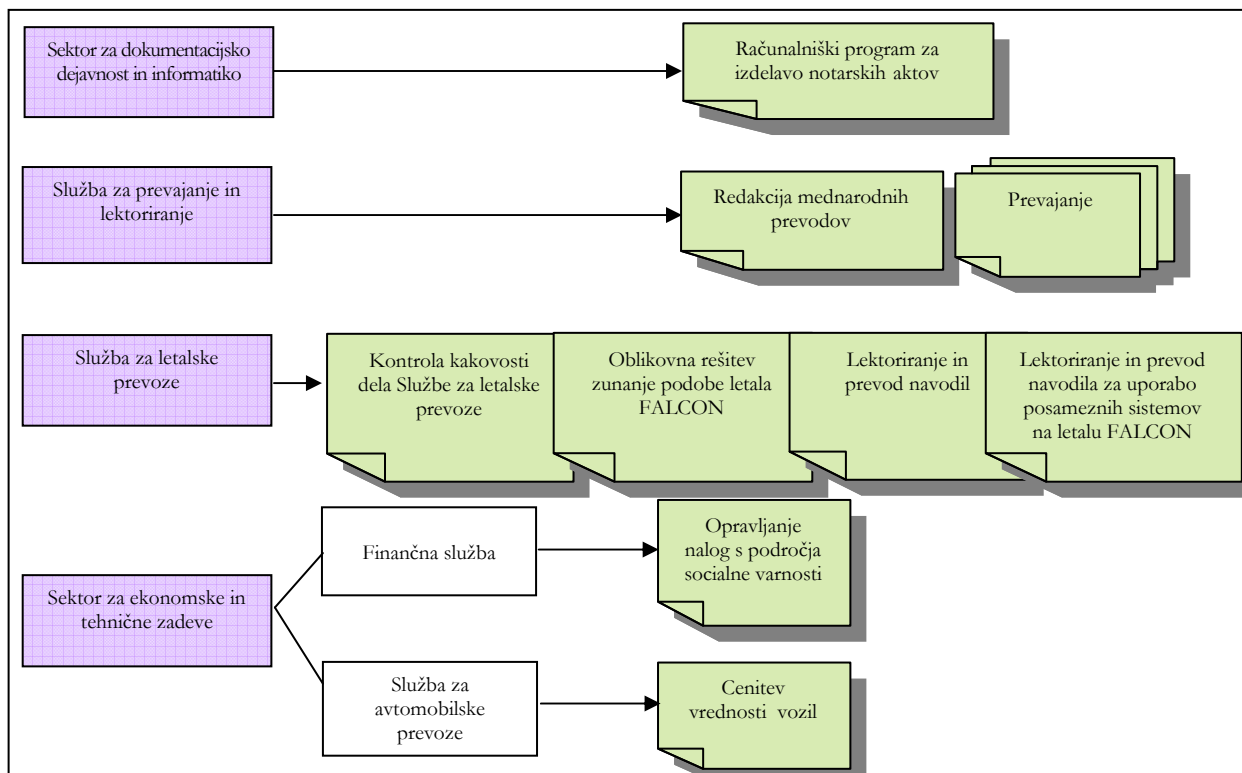 Sektor za dokumentacijsko
dejavnost in informatiko
Računalniški program za
izdelavo notarskih aktov
Služba za prevajanje in
lektoriranje
Redakcija mednarodnih
prevodov
Prevajanje
Služba za letalske
prevoze
Kontrola kakovosti
dela Službe za letalske
prevoze
Oblikovna rešitev
zunanje podobe letala
FALCON
Lektoriranje in
prevod navodil
Lektoriranje in prevod
navodila za uporabo
posameznih sistemov
na letalu FALCON
Sektor za ekonomske in
tehnične zadeve
Finančna služba
Opravljanje
nalog s področja
socialne varnosti
Služba za
avtomobilske
prevoze
Cenitev
vrednosti vozil